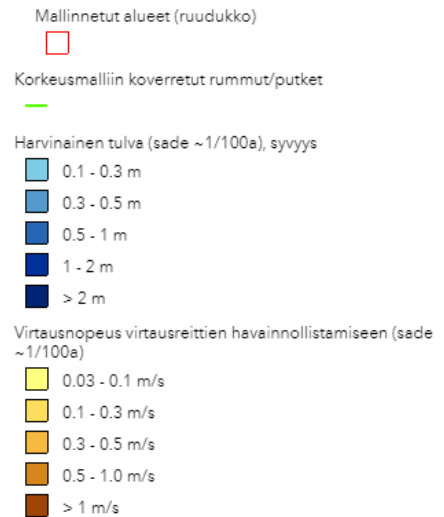 Mallinnetut alueet (ruudukko)
Korkeusmalliin koverretut rummut/putket
Harvinainen tulva (sade ~1/100a), syvyys
0.1 - 0.3 m
0.3 - 0.5 m
0.5 - 1 m
1 - 2 m
> 2 m
Virtausnopeus virtausreittien havainnollistamiseen (sade
~1/100a)
0.03 - 0.1 m/s
0.1 - 0.3 m/s
0.3 - 0.5 m/s
0.5 - 1.0 m/s
> 1 m/s